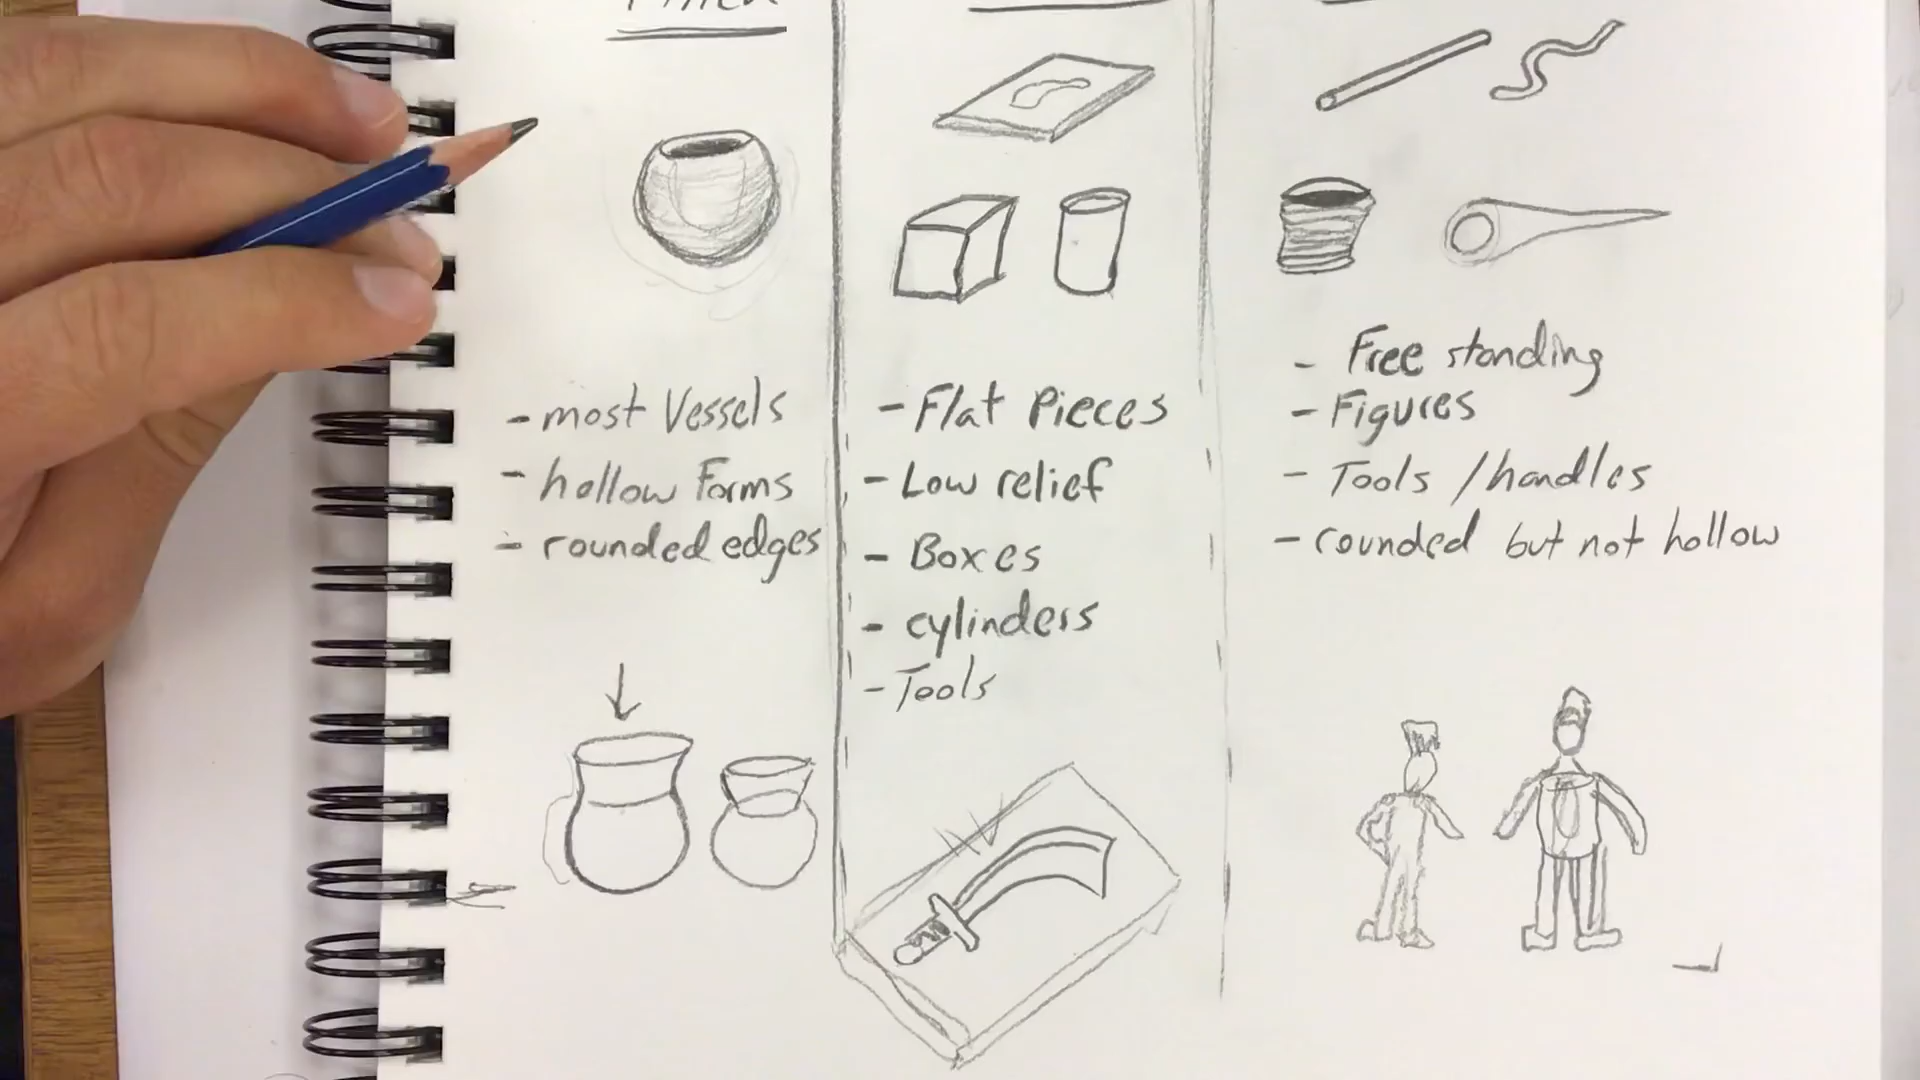 - most Vessels
- hollow Forms
- rounded edges
- Flat Pieces
- Low relief
- Boxes
- cylinders
- Tools
- Free standing
- Figures
- Tools / handles
- rounded but not hollow